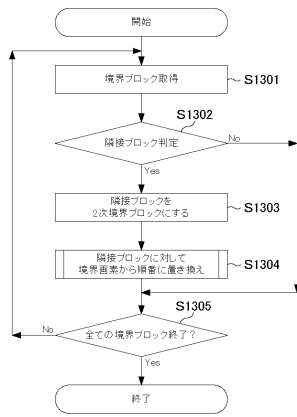 開始
境界ブロック取得
S1301
S1302
隣接ブロック判定
No
Yes
隣接ブロックを
2次境界ブロックにする
S1303
隣接ブロックに対して
境界画素から順番に置き換え
S1304
S1305
全ての境界ブロック終了？
No
Yes
終了